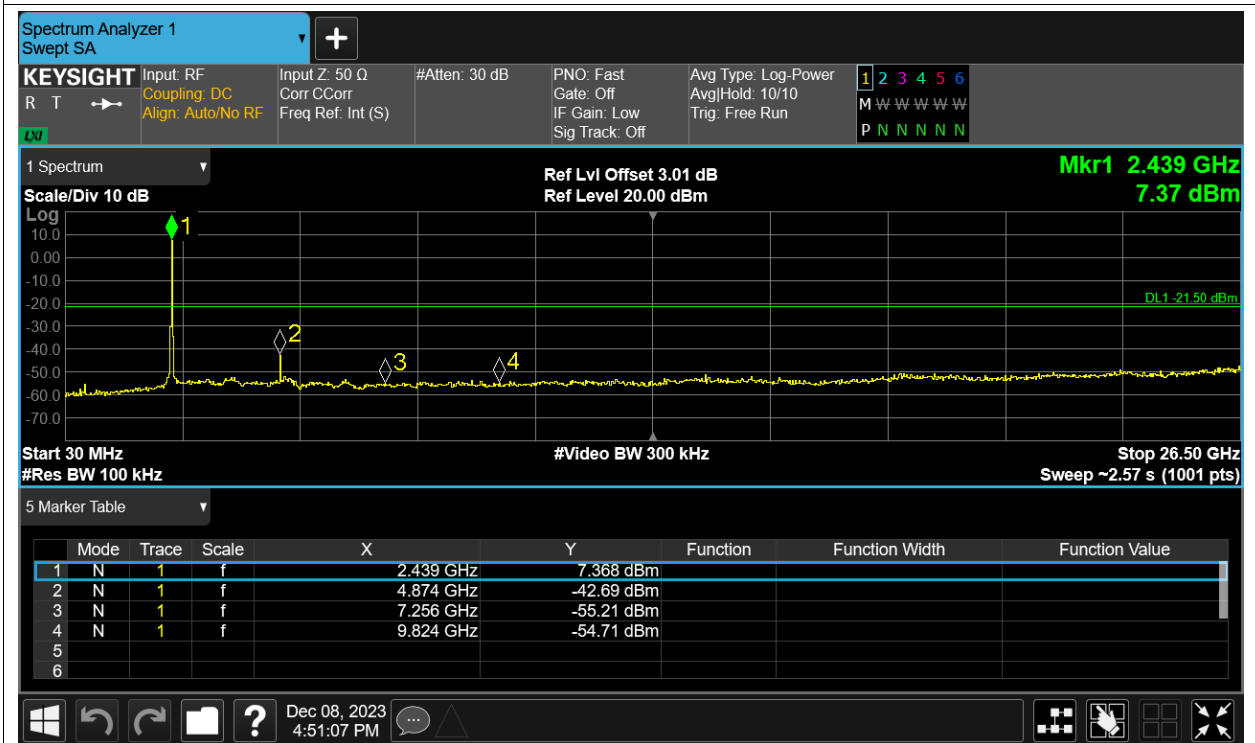 Spectrum Analyzer 1
Swept SA
KEYSIGHT
R T
LXI
Input: RF
Coupling: DC
Align: Auto/No RF
Input Z: 50 Ω
Corr CCorr
Freq Ref: Int (S)
#Atten: 30 dB
PNO: Fast
Gate: Off
IF Gain: Low
Sig Track: Off
Avg Type: Log-Power
Avg|Hold: 10/10
Trig: Free Run
1 2 3 4 5 6
M W W W W W
P N N N N N
1 Spectrum
Scale/Div 10 dB
Ref Lvl Offset 3.01 dB
Ref Level 20.00 dBm
Mkr1 2.439 GHz
7.37 dBm
Log
10.0
0.00
-10.0
-20.0
-30.0
-40.0
-50.0
-60.0
-70.0
1
2
3
4
DL1 -21.50 dBm
Start 30 MHz
#Res BW 100 kHz
#Video BW 300 kHz
Stop 26.50 GHz
Sweep ~2.57 s (1001 pts)
5 Marker Table
Mode Trace Scale X Y Function Function Width Function Value
1 N 1 f 2.439 GHz 7.368 dBm
2 N 1 f 4.874 GHz -42.69 dBm
3 N 1 f 7.256 GHz -55.21 dBm
4 N 1 f 9.824 GHz -54.71 dBm
5
6
?
Dec 08, 2023
4:51:07 PM